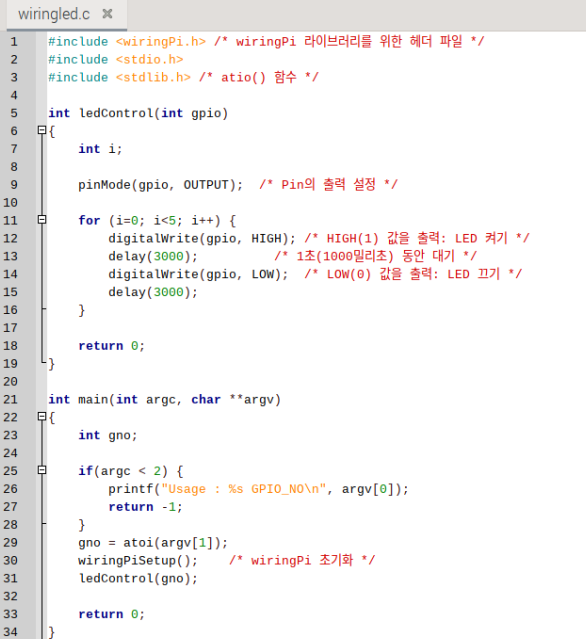 wiringled.c ✖
1 #include <wiringPi.h> /* wiringPi 라이브러리를 위한 헤더 파일 */
2 #include <stdio.h>
3 #include <stdlib.h> /* atio() 함수 */
4
5 int ledControl(int gpio)
6 {
7     int i;
8
9     pinMode(gpio, OUTPUT);  /* Pin의 출력 설정 */
10
11     for (i=0; i<5; i++) {
12         digitalWrite(gpio, HIGH); /* HIGH(1) 값을 출력: LED 켜기 */
13         delay(3000);          /* 1초(1000밀리초) 동안 대기 */
14         digitalWrite(gpio, LOW);  /* LOW(0) 값을 출력: LED 끄기 */
15         delay(3000);
16     }
17
18     return 0;
19 }
20
21 int main(int argc, char **argv)
22 {
23     int gno;
24
25     if(argc < 2) {
26         printf("Usage : %s GPIO_NO\n", argv[0]);
27         return -1;
28     }
29     gno = atoi(argv[1]);
30     wiringPiSetup();    /* wiringPi 초기화 */
31     ledControl(gno);
32
33     return 0;
34 }